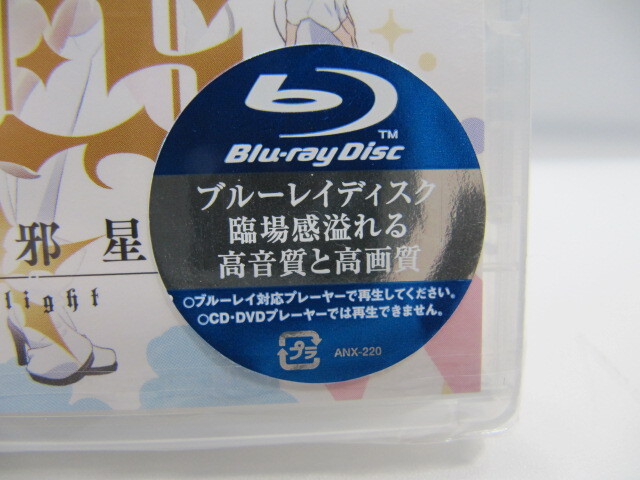 TM
Blu-ray Disc
ブルーレイディスク
臨場感溢れる
高音質と高画質
○ブルーレイ対応プレーヤーで再生してください。
○CD・DVDプレーヤーでは再生できません。
プラ
ANX-220
邪星
light